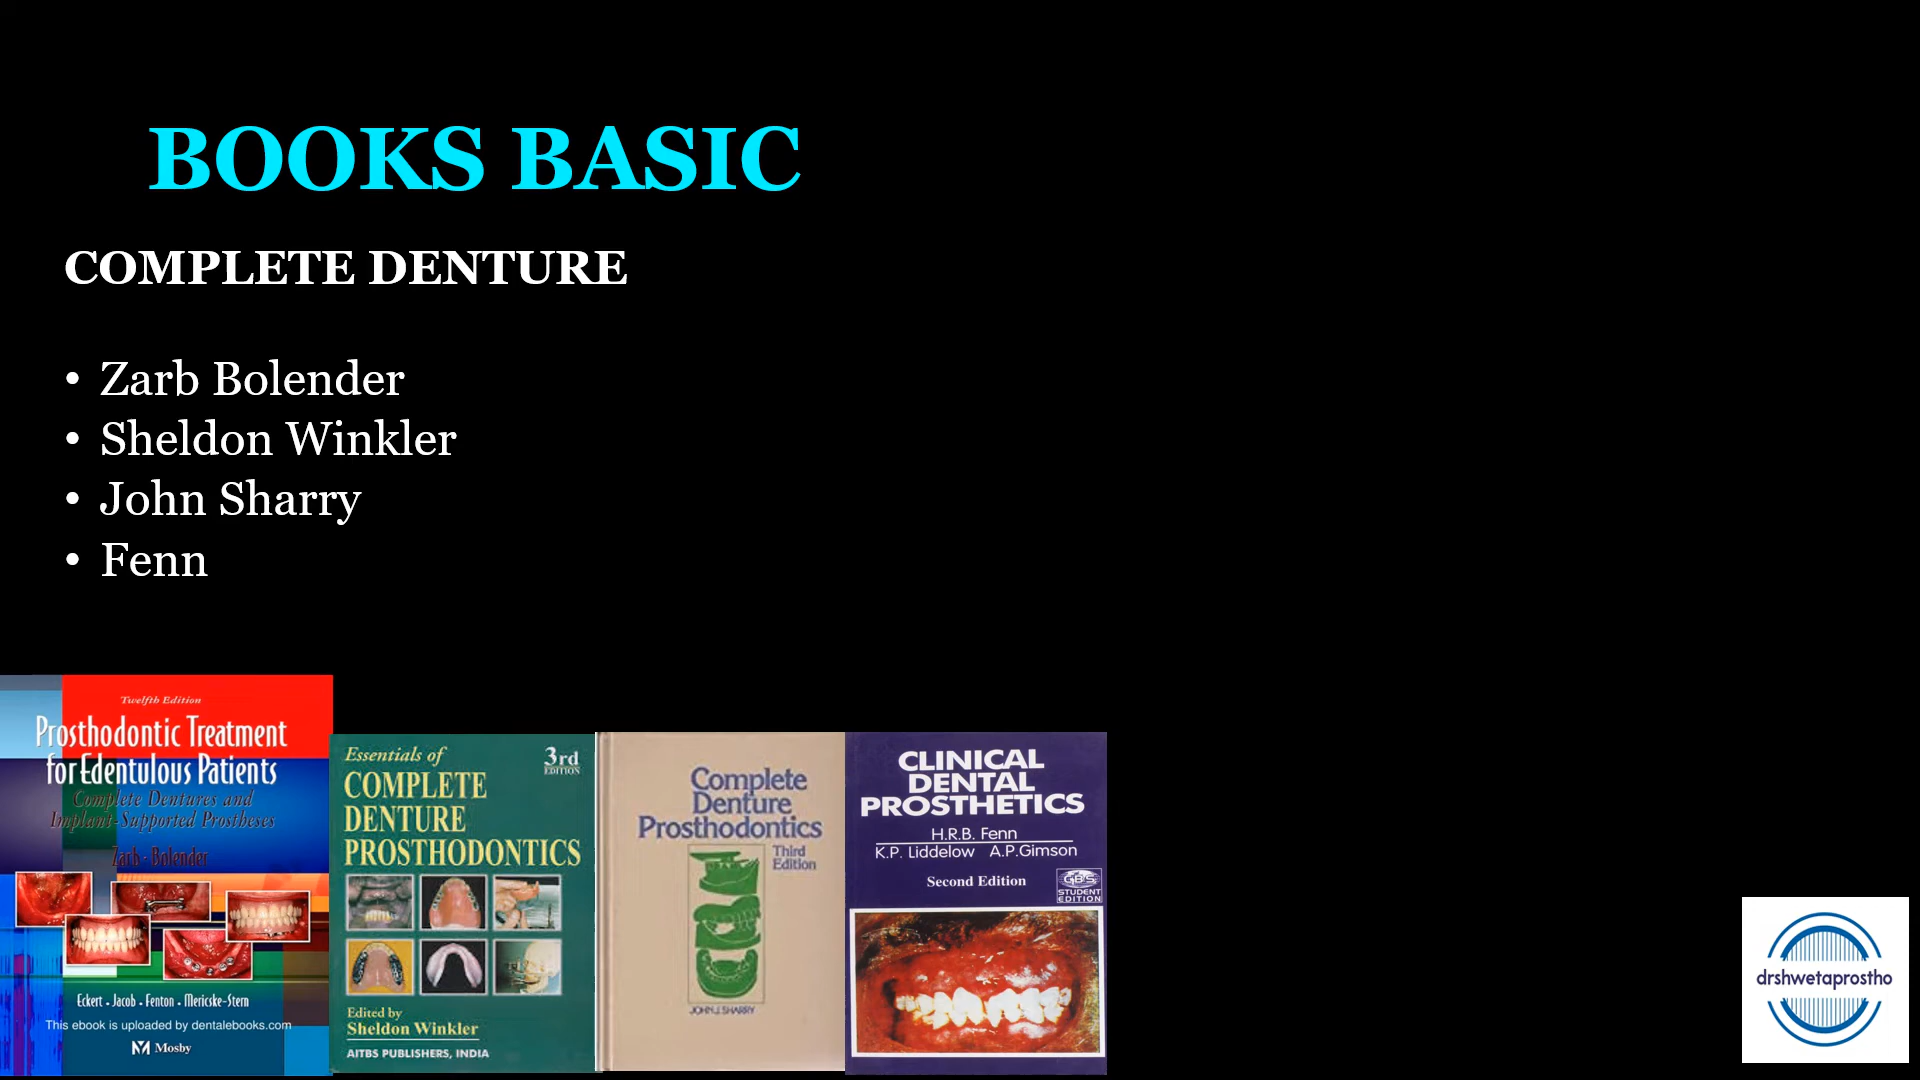 BOOKS BASIC
COMPLETE DENTURE
• Zarb Bolender
• Sheldon Winkler
• John Sharry
• Fenn
Twelfth Edition
Prosthodontic Treatment
for Edentulous Patients
Complete Dentures and
Implant-Supported Prostheses
Zarb · Bolender
Eckert • Jacob • Fenton • Mericske-Stern
This ebook is uploaded by dentalebooks.com
Mosby
Essentials of
3rd
EDITION
COMPLETE
DENTURE
PROSTHODONTICS
Edited by
Sheldon Winkler
AITBS PUBLISHERS, INDIA
Complete
Denture
Prosthodontics
Third
Edition
JOHN J. SHARRY
CLINICAL
DENTAL
PROSTHETICS
H.R.B. Fenn
K.P. Liddelow A.P.Gimson
Second Edition
GBS
STUDENT
EDITION
drshwetaprostho